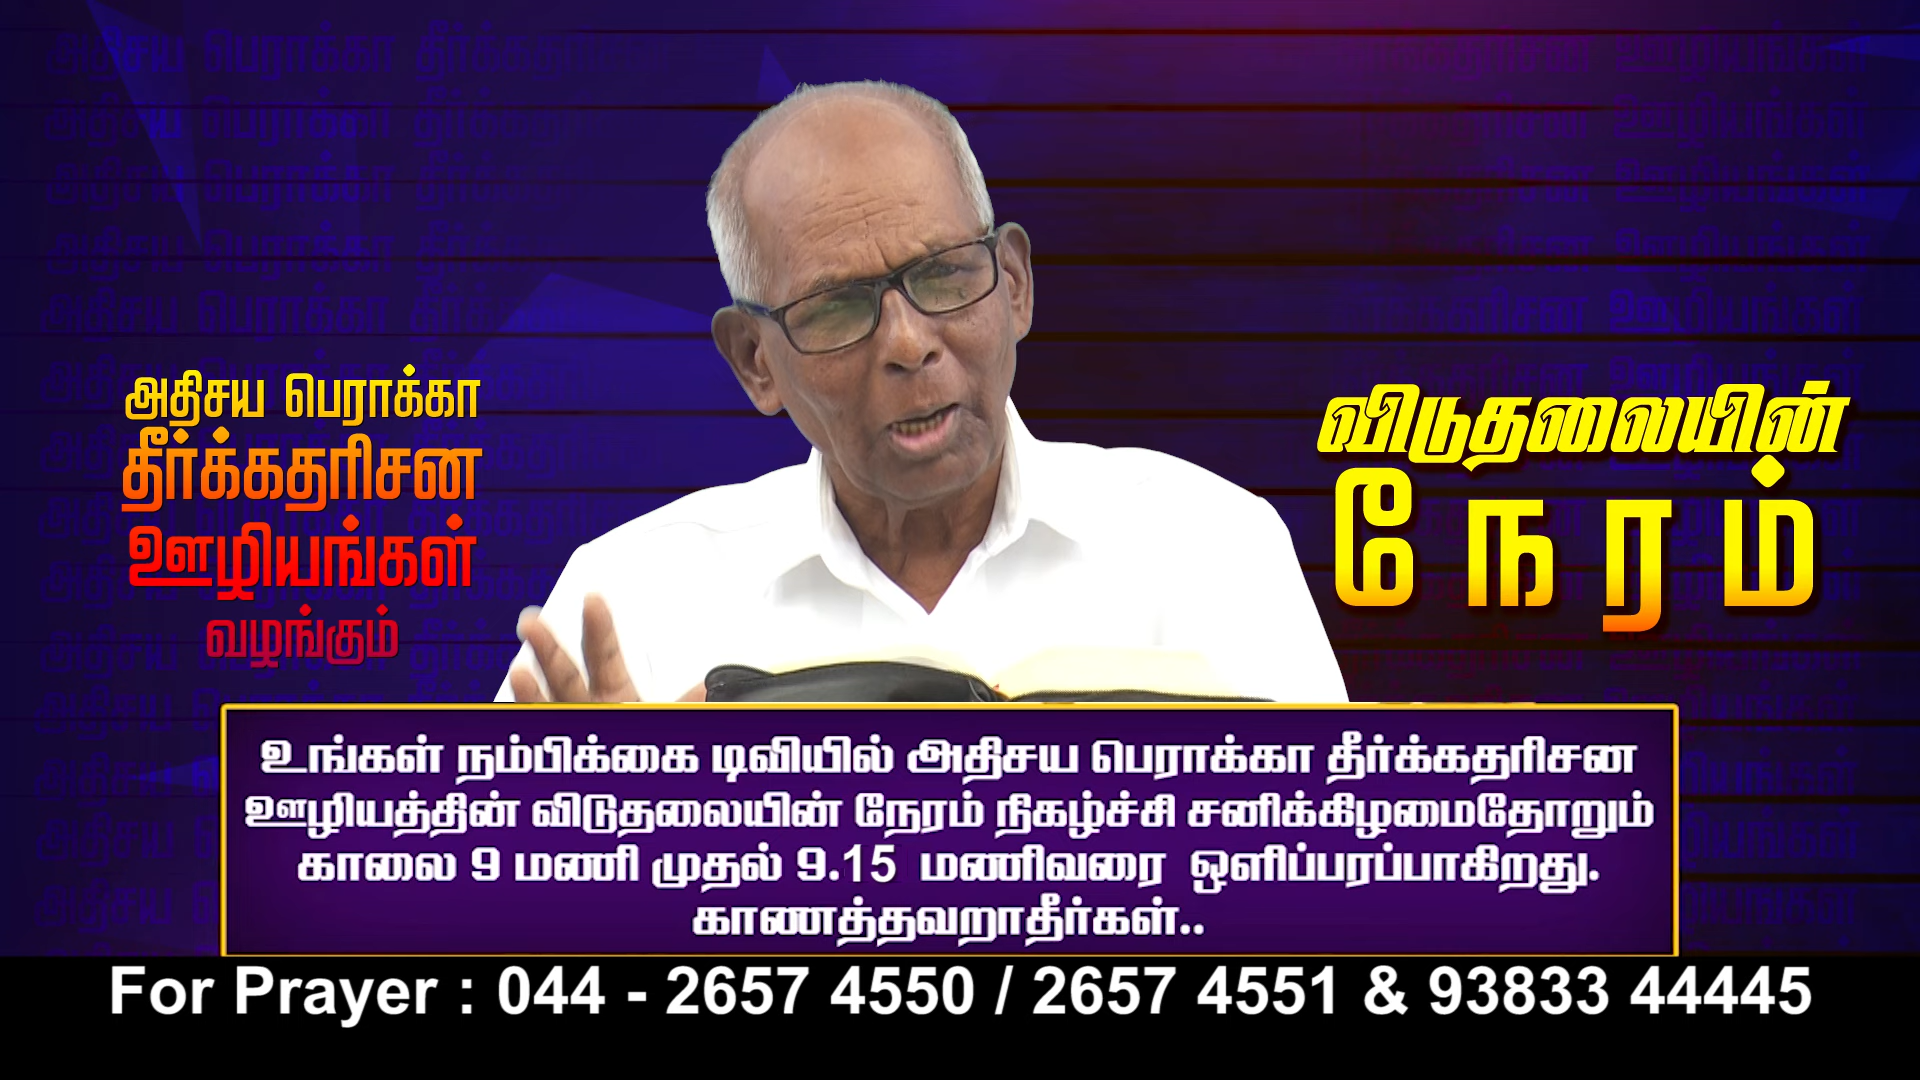 அதிசய பெராக்கா
தீர்க்கதரிசன
ஊழியங்கள்
வழங்கும்
விடுதலையின்
நேரம்
உங்கள் நம்பிக்கை டிவியில் அதிசய பெராக்கா தீர்க்கதரிசன
ஊழியத்தின் விடுதலையின் நேரம் நிகழ்ச்சி சனிக்கிழமைதோறும்
காலை 9 மணி முதல் 9.15 மணிவரை ஒளிப்பரப்பாகிறது.
காணத்தவறாதீர்கள்..
For Prayer : 044 - 2657 4550 / 2657 4551 & 93833 44445